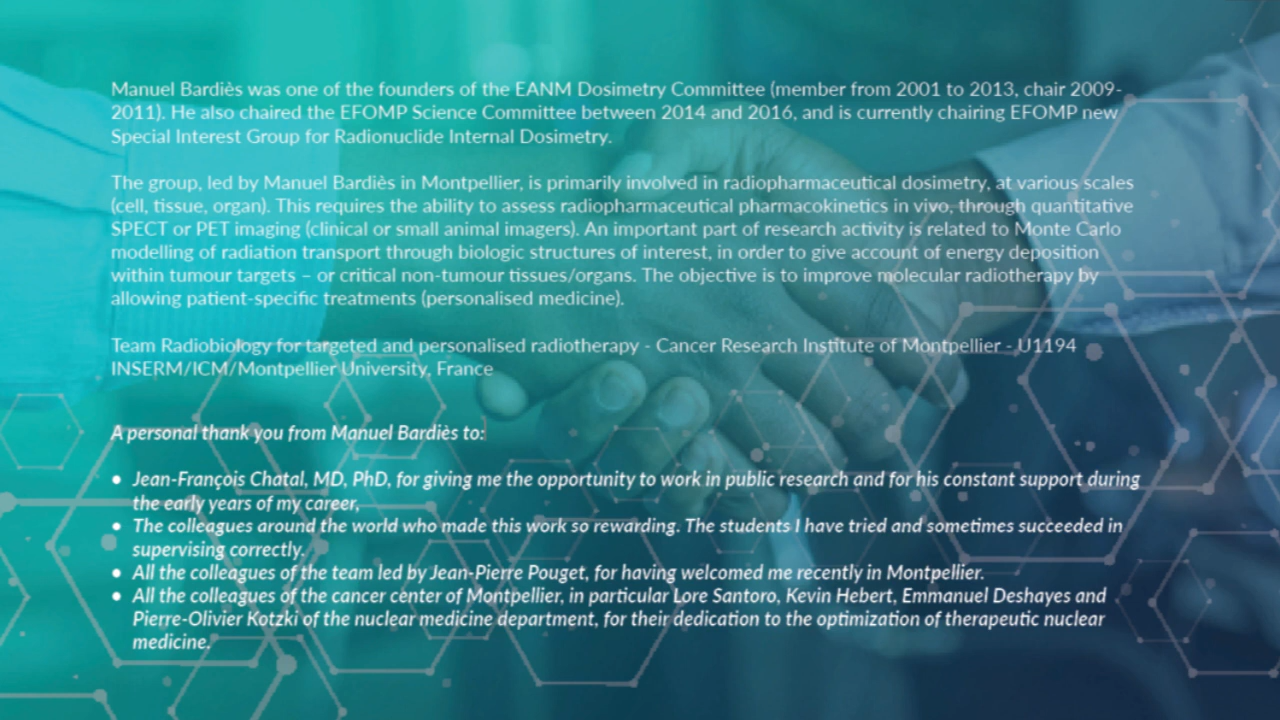 Manuel Bardiès was one of the founders of the EANM Dosimetry Committee (member from 2001 to 2013, chair 2009-
2011). He also chaired the EFOMP Science Committee between 2014 and 2016, and is currently chairing EFOMP new
Special Interest Group for Radionuclide Internal Dosimetry.
The group, led by Manuel Bardiès in Montpellier, is primarily involved in radiopharmaceutical dosimetry, at various scales
(cell, tissue, organ). This requires the ability to assess radiopharmaceutical pharmacokinetics in vivo, through quantitative
SPECT or PET imaging (clinical or small animal imagers). An important part of research activity is related to Monte Carlo
modelling of radiation transport through biologic structures of interest, in order to give account of energy deposition
within tumour targets – or critical non-tumour tissues/organs. The objective is to improve molecular radiotherapy by
allowing patient-specific treatments (personalised medicine).
Team Radiobiology for targeted and personalised radiotherapy - Cancer Research Institute of Montpellier - U1194
INSERM/ICM/Montpellier University, France
A personal thank you from Manuel Bardiès to:
• Jean-François Chatal, MD, PhD, for giving me the opportunity to work in public research and for his constant support during
the early years of my career,
• The colleagues around the world who made this work so rewarding. The students I have tried and sometimes succeeded in
supervising correctly.
• All the colleagues of the team led by Jean-Pierre Pouget, for having welcomed me recently in Montpellier.
• All the colleagues of the cancer center of Montpellier, in particular Lore Santoro, Kevin Hebert, Emmanuel Deshayes and
Pierre-Olivier Kotzki of the nuclear medicine department, for their dedication to the optimization of therapeutic nuclear
medicine.